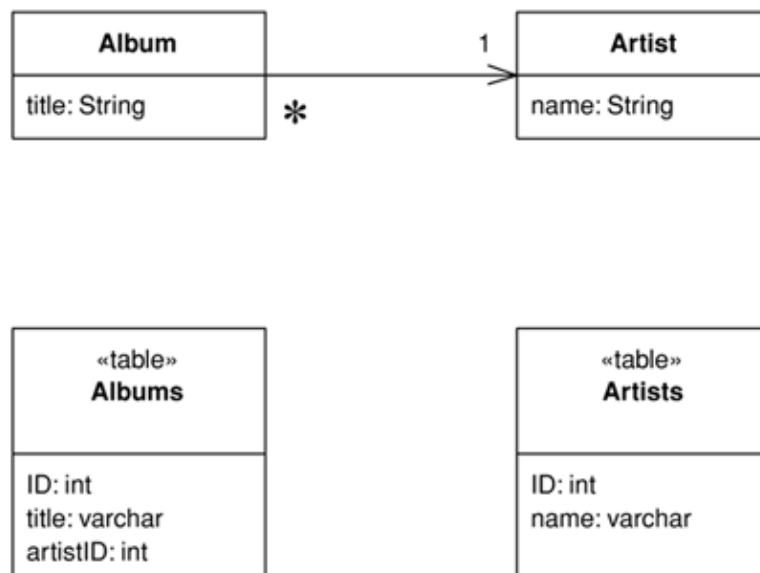 Album
1
Artist
title: String
*
name: String
«table»
Albums
«table»
Artists
ID: int
title: varchar
artistID: int
ID: int
name: varchar